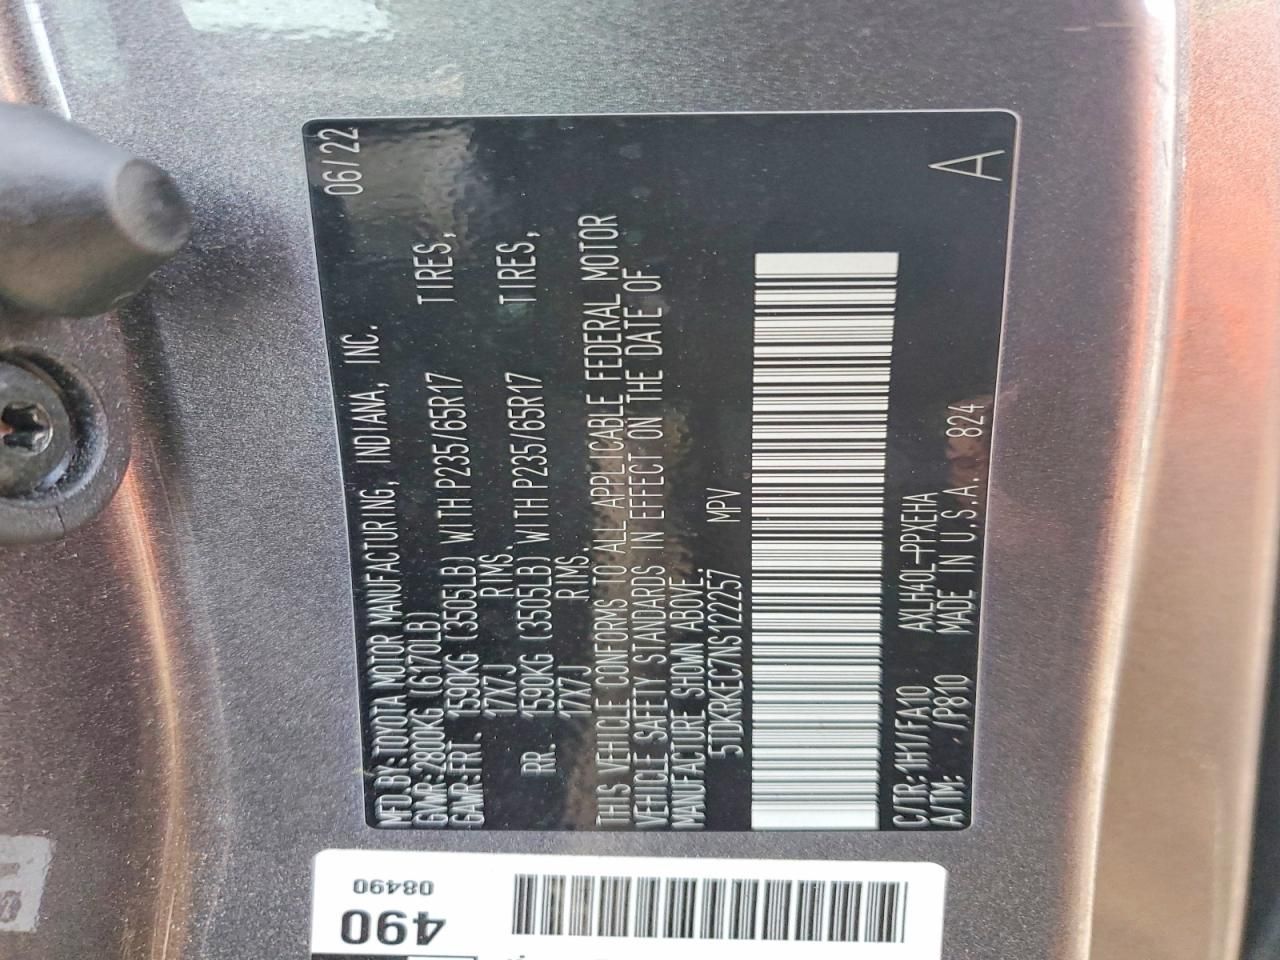 06/22
MFD.BY:TOYOTA MOTOR MANUFACTURING, INDIANA, INC.
GVWR:2800KG (6170LB)
GAWR:FRT. 1590KG (3505LB) WITH P235/65R17 TIRES,
17X7J RIMS.
RR. 1590KG (3505LB) WITH P235/65R17 TIRES,
17X7J RIMS.
THIS VEHICLE CONFORMS TO ALL APPLICABLE FEDERAL MOTOR
VEHICLE SAFETY STANDARDS IN EFFECT ON THE DATE OF
MANUFACTURE SHOWN ABOVE.
5TDKRKEC7NS122257 MPV
C/TR:1H1/FA10 AXLH40L-PPXEHA
A/TM: /P810 MADE IN U.S.A. 824
A
08490
490